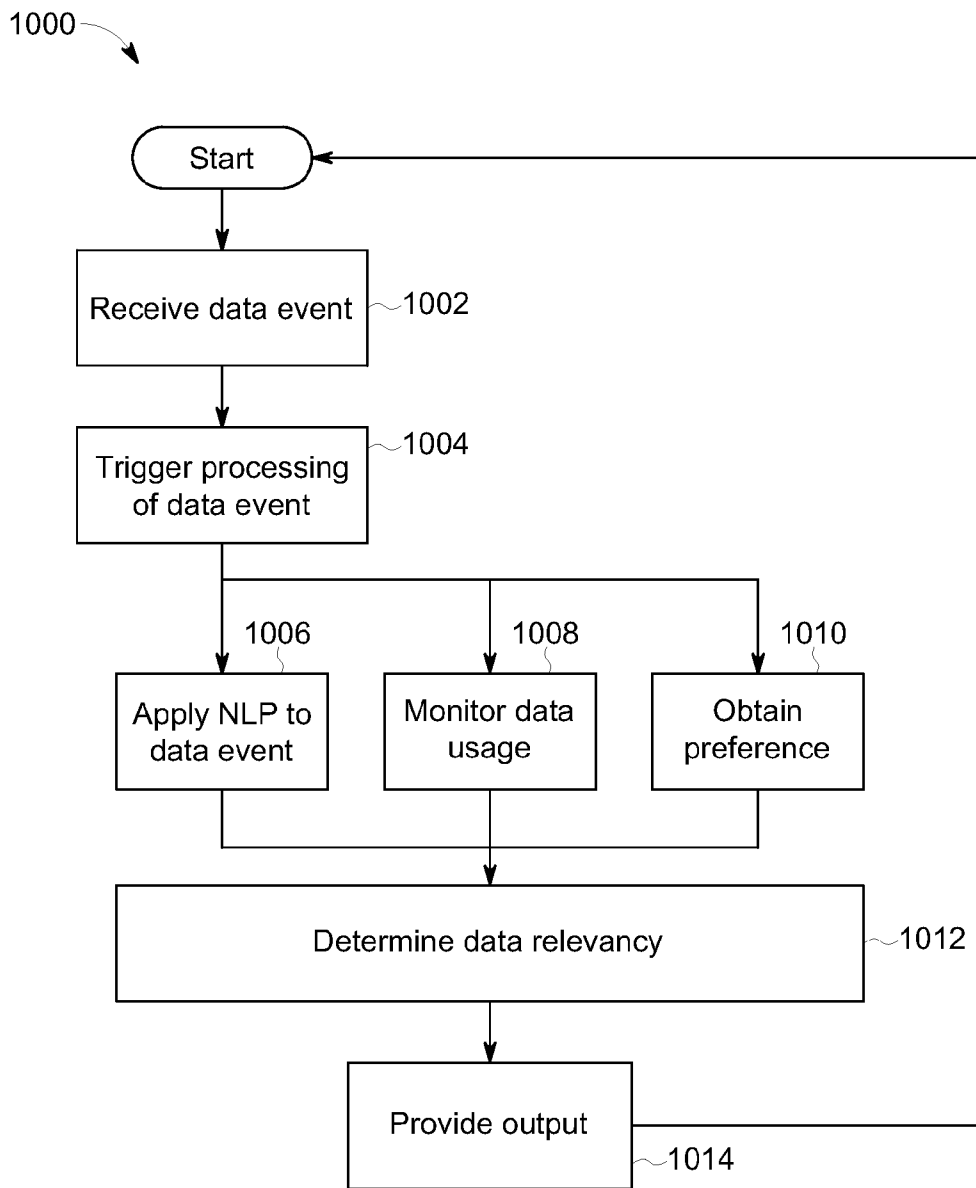 1000
Start
Receive data event
1002
Trigger processing
of data event
1004
1006
Apply NLP to
data event
1008
Monitor data
usage
1010
Obtain
preference
Determine data relevancy
1012
Provide output
1014